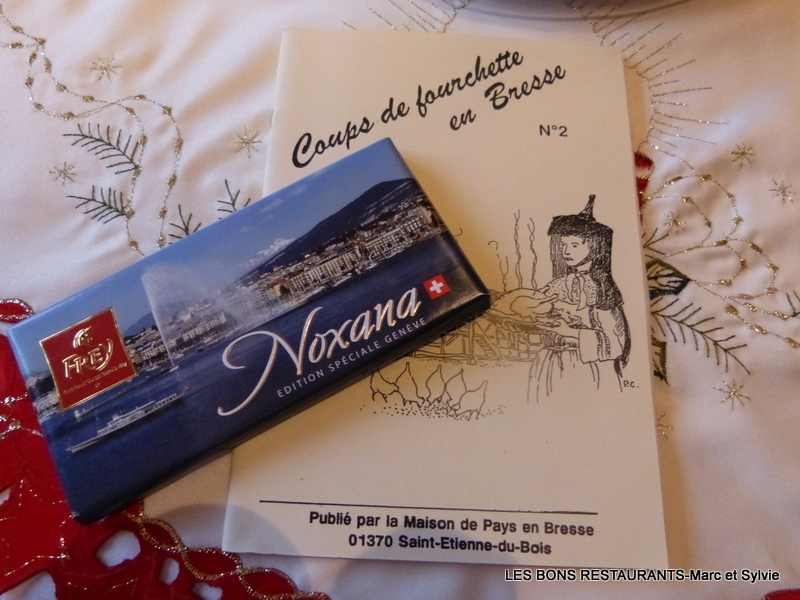 Coups de fourchette
en Bresse
N°2
Noxana
EDITION SPÉCIALE GENÈVE
P.C.
Publié par la Maison de Pays en Bresse
01370 Saint-Etienne-du-Bois
LES BONS RESTAURANTS-Marc et Sylvie